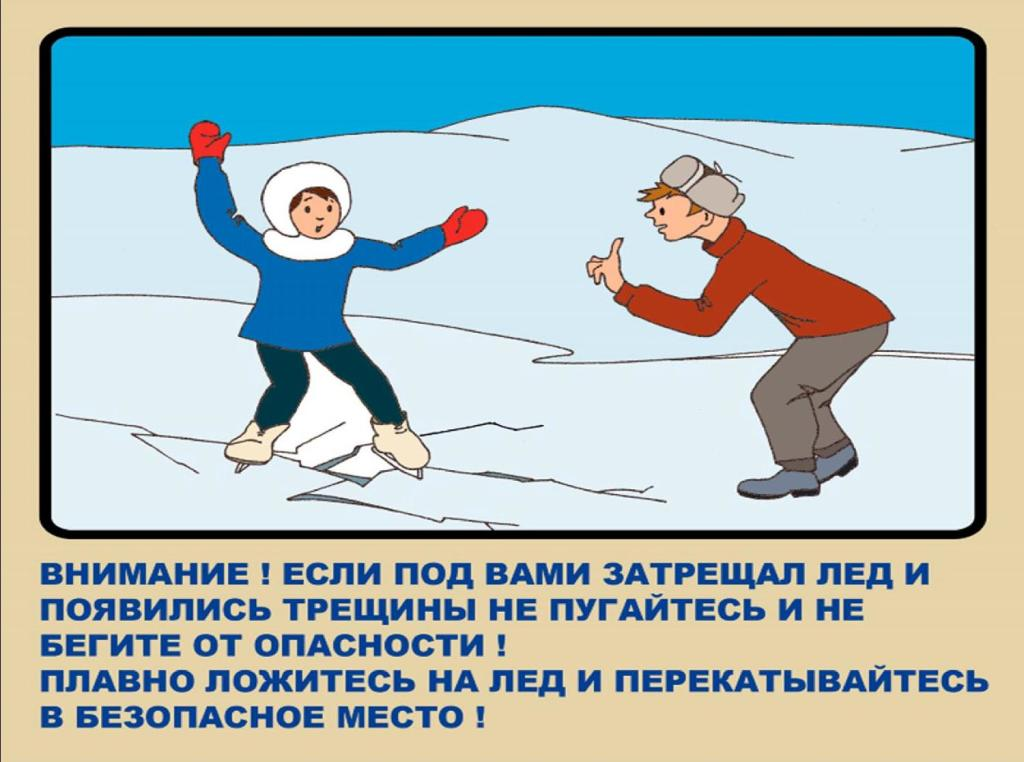 ВНИМАНИЕ ! ЕСЛИ ПОД ВАМИ ЗАТРЕЩАЛ ЛЕД И
ПОЯВИЛИСЬ ТРЕЩИНЫ НЕ ПУГАЙТЕСЬ И НЕ
БЕГИТЕ ОТ ОПАСНОСТИ !
ПЛАВНО ЛОЖИТЕСЬ НА ЛЕД И ПЕРЕКАТЫВАЙТЕСЬ
В БЕЗОПАСНОЕ МЕСТО !